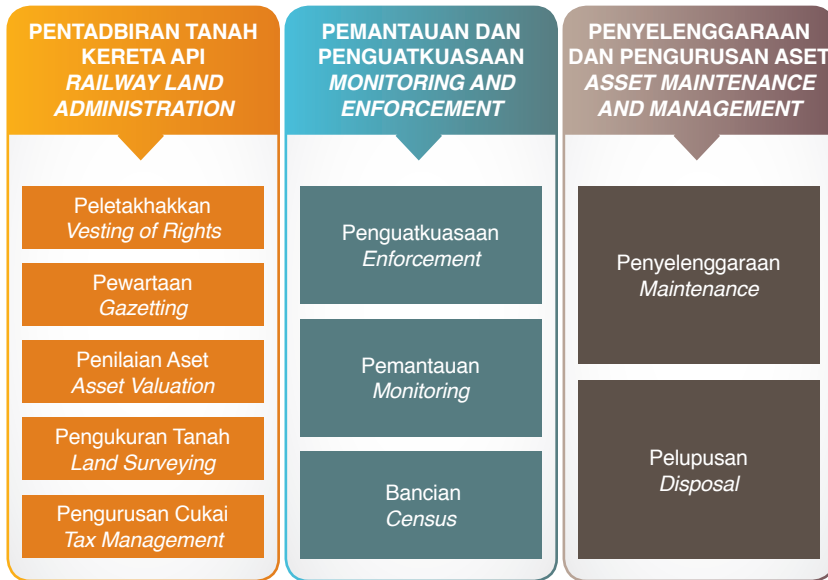 PENTADBIRAN TANAH
KERETA API
RAILWAY LAND
ADMINISTRATION
Peletakhakkan
Vesting of Rights
Pewartaan
Gazetting
Penilaian Aset
Asset Valuation
Pengukuran Tanah
Land Surveying
Pengurusan Cukai
Tax Management
PEMANTAUAN DAN
PENGUATKUASAAN
MONITORING AND
ENFORCEMENT
Penguatkuasaan
Enforcement
Pemantauan
Monitoring
Bancian
Census
PENYELENGGARAAN
DAN PENGURUSAN ASET
ASSET MAINTENANCE
AND MANAGEMENT
Penyelenggaraan
Maintenance
Pelupusan
Disposal